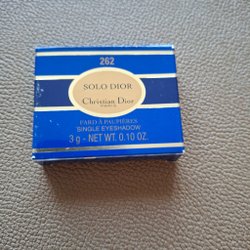 262
SOLO DIOR
Christian Dior
PARIS
FARD À PAUPIÈRES
SINGLE EYESHADOW
3 g - NET WT. 0.10 OZ.